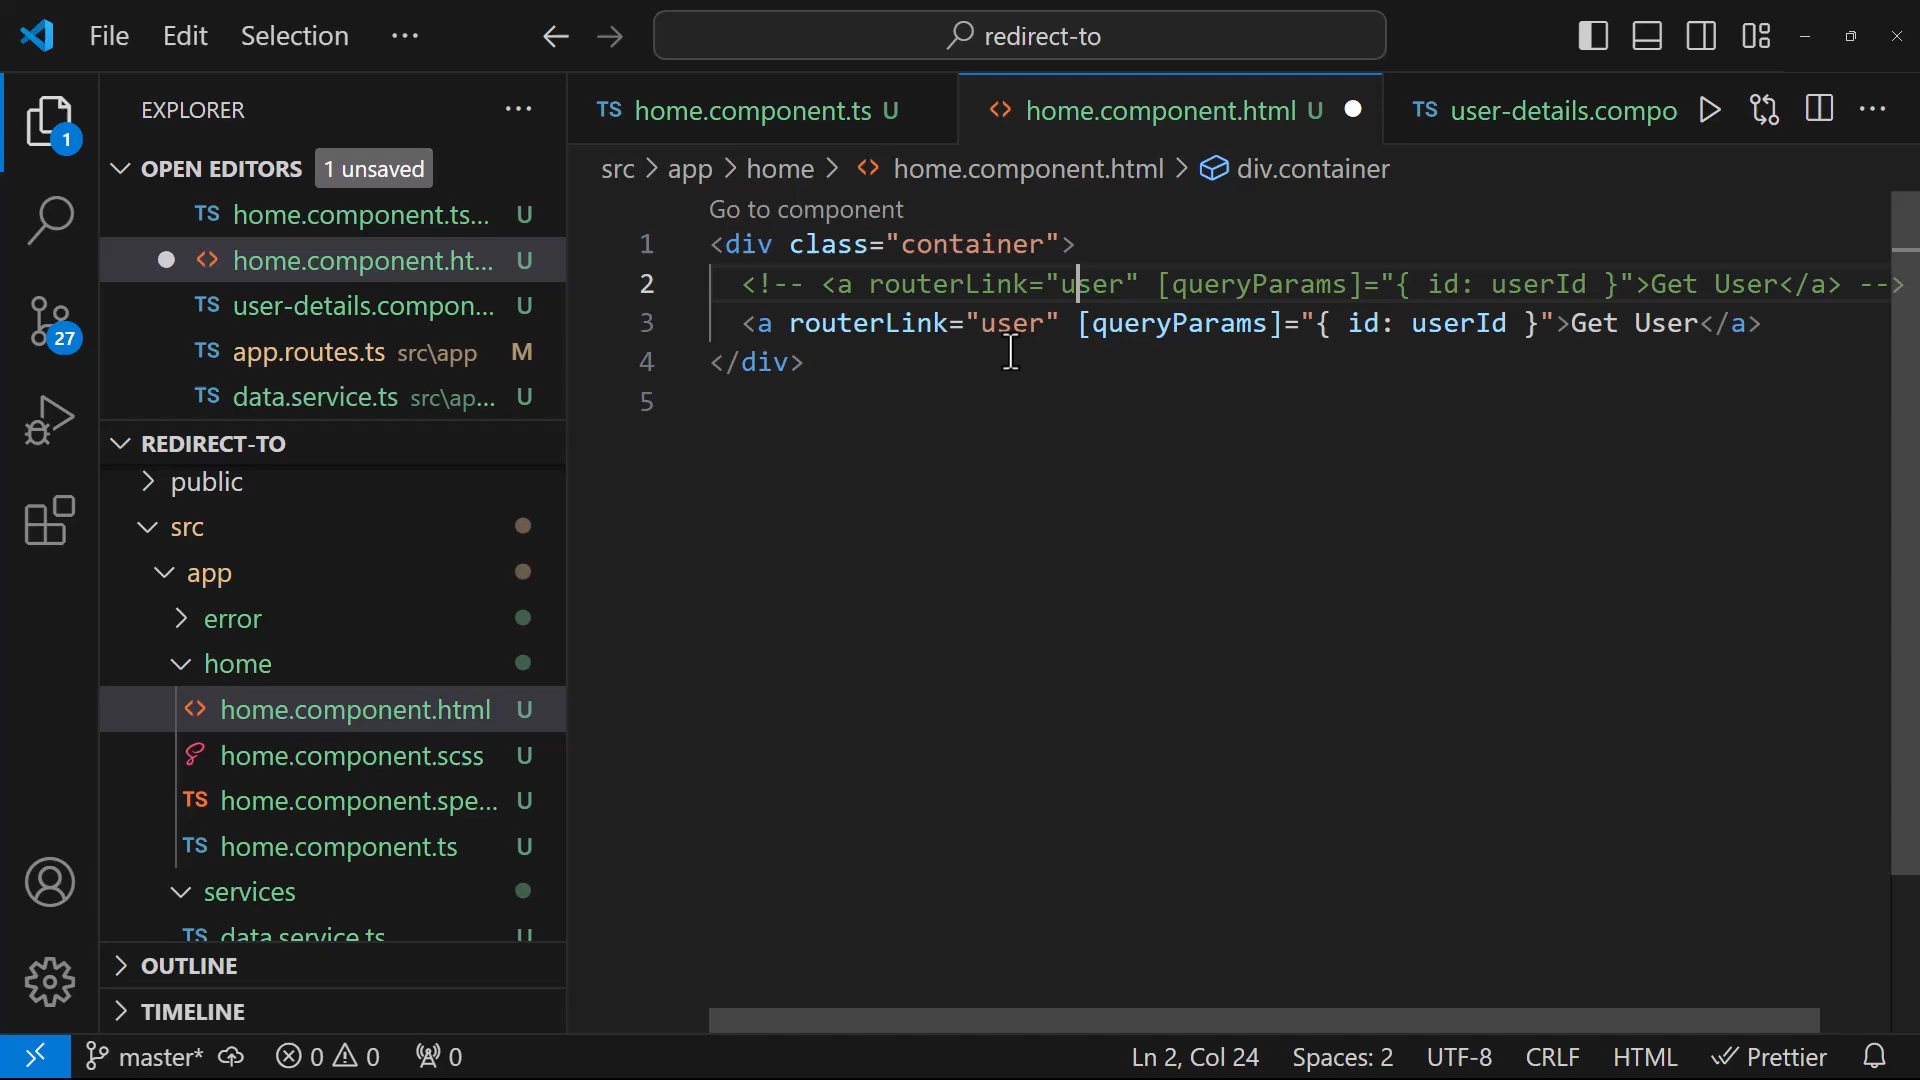 File Edit Selection ···
redirect-to
EXPLORER ···
OPEN EDITORS 1 unsaved
TS home.component.ts... U
<> home.component.ht... U
TS user-details.compon... U
TS app.routes.ts src\app M
TS data.service.ts src\ap... U
REDIRECT-TO
public
src
app
error
home
<> home.component.html U
home.component.scss U
TS home.component.spe... U
TS home.component.ts U
services
TS data.service.ts U
OUTLINE
TIMELINE
1
27
TS home.component.ts U
<> home.component.html U
TS user-details.compo
src > app > home > <> home.component.html > div.container
Go to component
1 <div class="container">
2 <!-- <a routerLink="user" [queryParams]="{ id: userId }">Get User</a> -->
3 <a routerLink="user" [queryParams]="{ id: userId }">Get User</a>
4 </div>
5
master* 0 0 0 Ln 2, Col 24 Spaces: 2 UTF-8 CRLF HTML Prettier